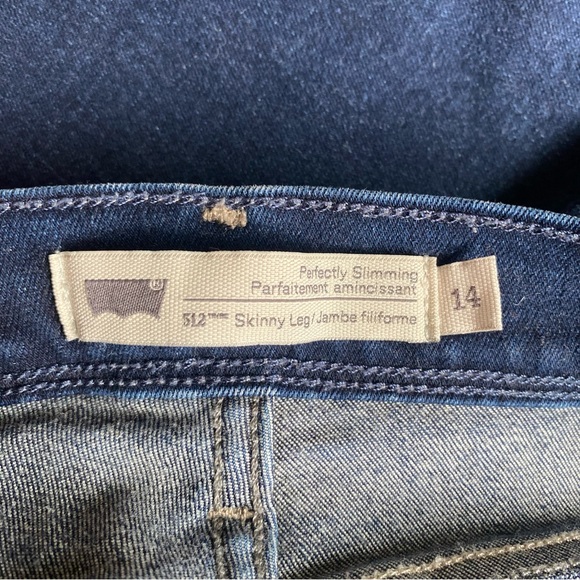 ®
Perfectly Slimming
Parfaitement amincissant
512™ Skinny Leg/Jambe filiforme
14